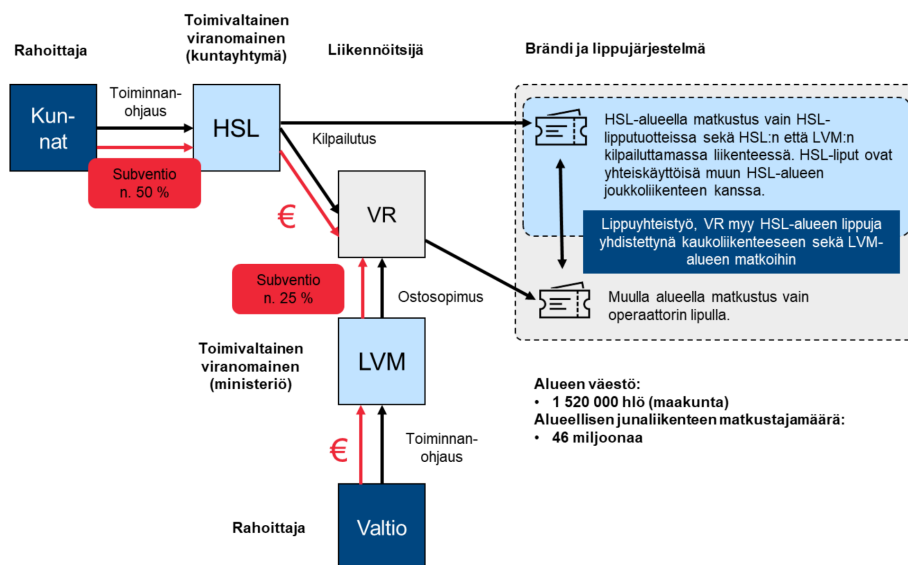 Rahoittaja
Toimivaltainen
viranomainen
(kuntayhtymä)
Liikennöitsijä
Brändi ja lippujärjestelmä
Kun-
nat
Toiminnan-
ohjaus
Subventio
n. 50 %
HSL
Kilpailutus
€
VR
HSL-alueella matkustus vain HSL-
lipputuotteissa sekä HSL:n että LVM:n
kilpailuttamassa liikenteessä. HSL-liput ovat
yhteiskäyttöisä muun HSL-alueen
joukkoliikenteen kanssa.
Lippuyhteistyö, VR myy HSL-alueen lippuja
yhdistettynä kaukoliikenteeseen sekä LVM-
alueen matkoihin
Muulla alueella matkustus vain
operaattorin lipulla.
Subventio
n. 25 %
Ostosopimus
Toimivaltainen
viranomainen
(ministeriö)
LVM
€
Toiminnan-
ohjaus
Rahoittaja
Valtio
Alueen väestö:
• 1 520 000 hlö (maakunta)
Alueellisen junaliikenteen matkustajamäärä:
• 46 miljoonaa